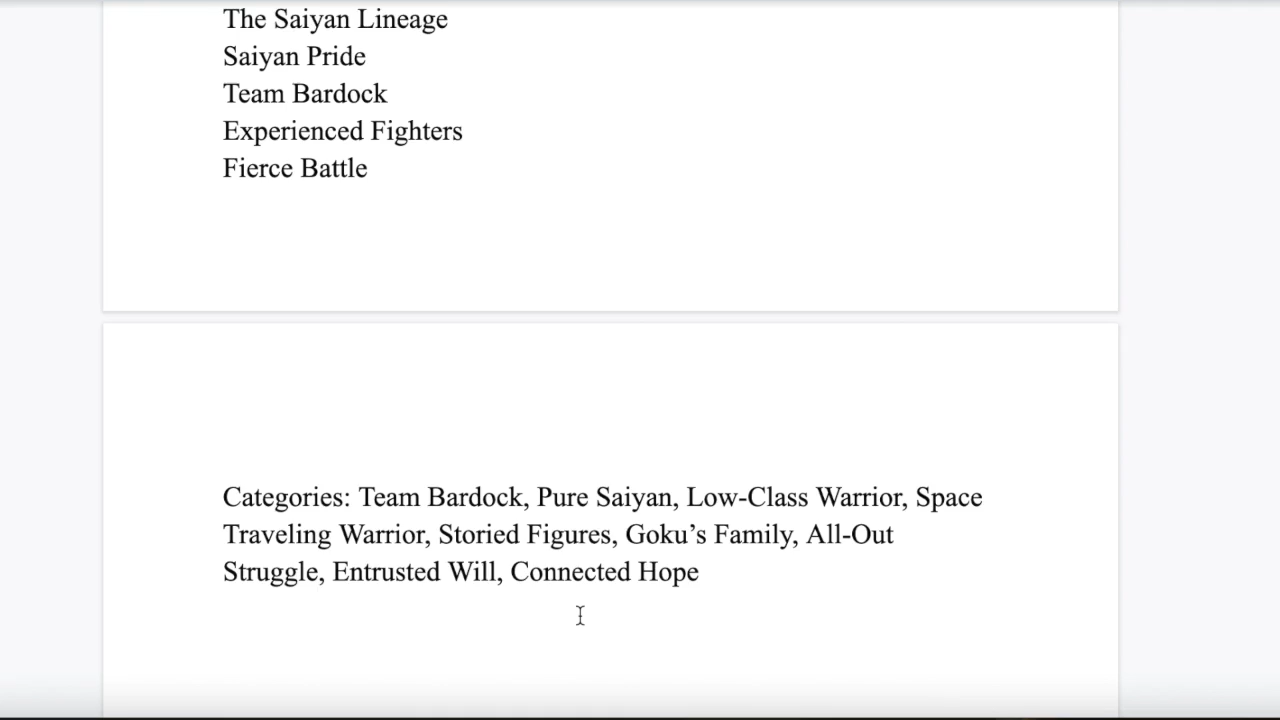 The Saiyan Lineage
Saiyan Pride
Team Bardock
Experienced Fighters
Fierce Battle
Categories: Team Bardock, Pure Saiyan, Low-Class Warrior, Space
Traveling Warrior, Storied Figures, Goku’s Family, All-Out
Struggle, Entrusted Will, Connected Hope